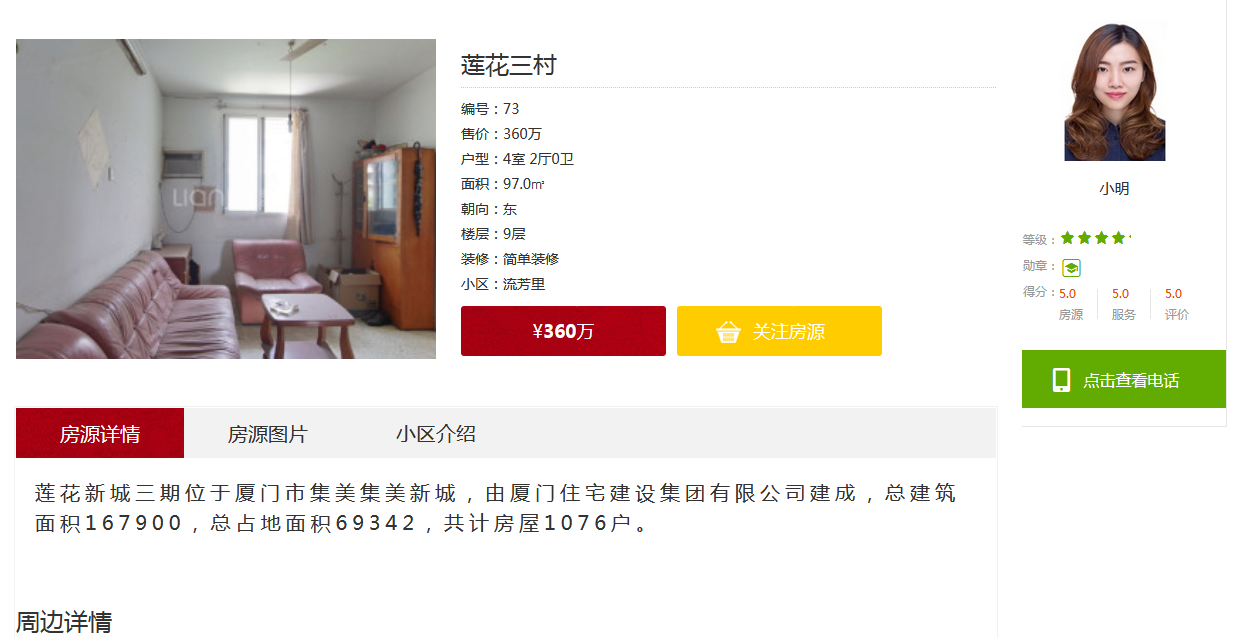 莲花三村
编号：73
售价：360万
户型：4室 2厅0卫
面积：97.0㎡
朝向：东
楼层：9层
装修：简单装修
小区：流芳里
¥360万
关注房源
小明
等级：
勋章：
得分：5.0 5.0 5.0
房源 服务 评价
点击查看电话
房源详情 房源图片 小区介绍
莲花新城三期位于厦门市集美集美新城，由厦门住宅建设集团有限公司建成，总建筑
面积167900，总占地面积69342，共计房屋1076户。
周边详情